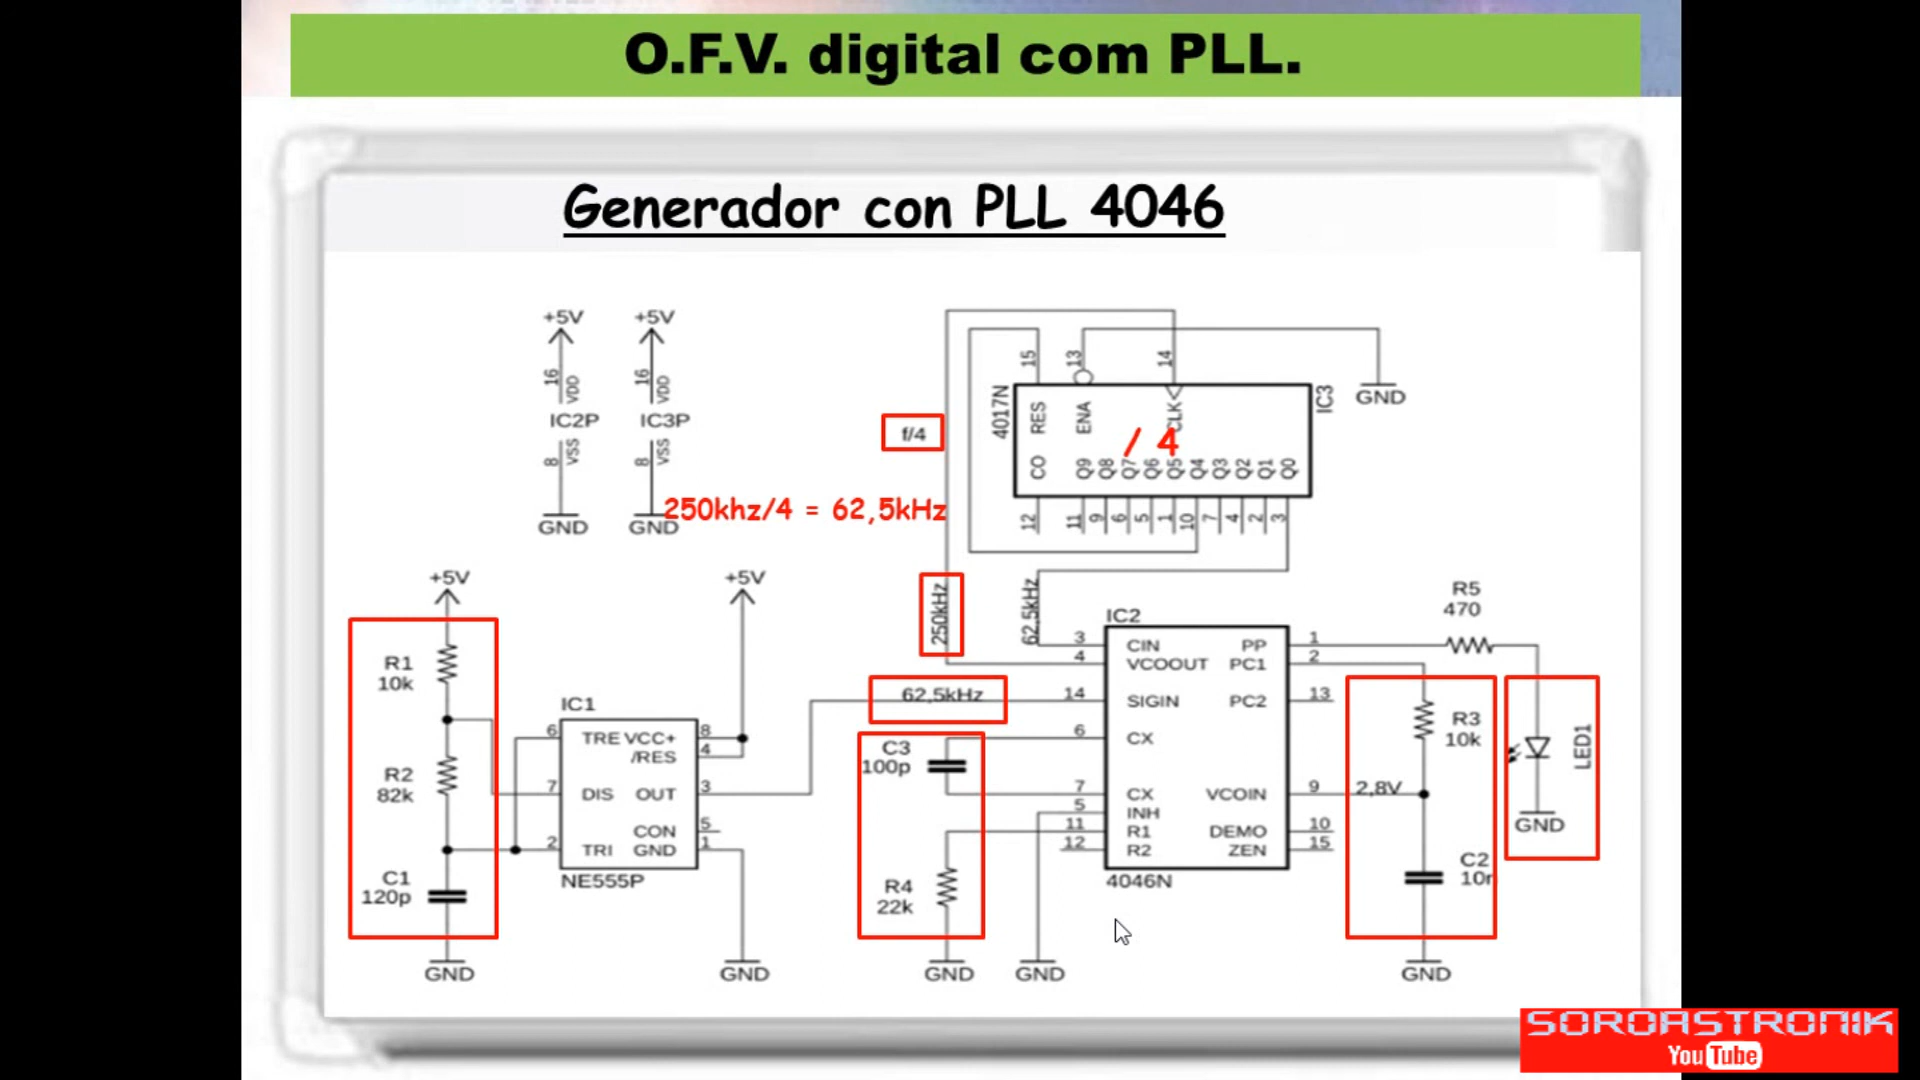 O.F.V. digital com PLL.
Generador con PLL 4046
+5V
+5V
16
VDD
16
VDD
IC2P
IC3P
8
VSS
8
VSS
GND
GND
f/4
250khz/4 = 62,5kHz
15
13
14
4017N
RES
ENA
CLK
/ 4
IC3
GND
CO
Q9
Q8
Q7
Q6
Q5
Q4
Q3
Q2
Q1
Q0
12
11
9
6
5
1
10
7
4
2
3
250kHz
62,5kHz
+5V
R1
10k
R2
82k
C1
120p
GND
+5V
IC1
6
TRE
VCC+
8
/RES
4
7
DIS
OUT
3
CON
5
2
TRI
GND
1
NE555P
GND
62,5kHz
C3
100p
R4
22k
GND
GND
IC2
3
CIN
PP
1
4
VCOOUT
PC1
2
14
SIGIN
PC2
13
6
CX
7
CX
VCOIN
9
5
INH
11
R1
DEMO
10
12
R2
ZEN
15
4046N
R5
470
R3
10k
2,8V
C2
10n
GND
LED1
GND
SOROASTRONIK
YouTube